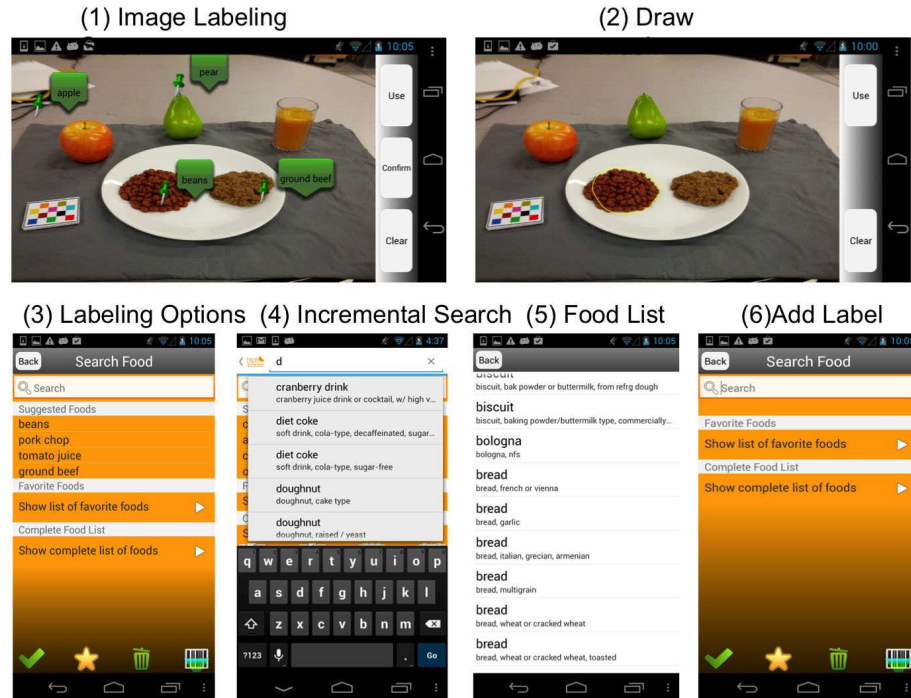 (1) Image Labeling
(2) Draw
10:05
apple
pear
beans
ground beef
Use
Confirm
Clear
10:00
Use
Clear
(3) Labeling Options
(4) Incremental Search
(5) Food List
(6)Add Label
10:05
Back
Search Food
Search
Suggested Foods
beans
pork chop
tomato juice
ground beef
Favorite Foods
Show list of favorite foods
Complete Food List
Show complete list of foods
4:37
d
cranberry drink
cranberry juice drink or cocktail, w/ high v...
diet coke
soft drink, cola-type, decaffeinated, sugar...
diet coke
soft drink, cola-type, sugar-free
doughnut
doughnut, cake type
doughnut
doughnut, raised / yeast
q w e r t y u i o p
a s d f g h j k l
z x c v b n m
?123
.
Go
10:05
Back
biscuit
biscuit, bak powder or buttermilk, from refrg dough
biscuit
biscuit, baking powder/buttermilk type, commercially...
bologna
bologna, nfs
bread
bread, french or vienna
bread
bread, garlic
bread
bread, italian, grecian, armenian
bread
bread, multigrain
bread
bread, wheat or cracked wheat
bread
bread, wheat or cracked wheat, toasted
10:05
Back
Search Food
Search
Favorite Foods
Show list of favorite foods
Complete Food List
Show complete list of foods